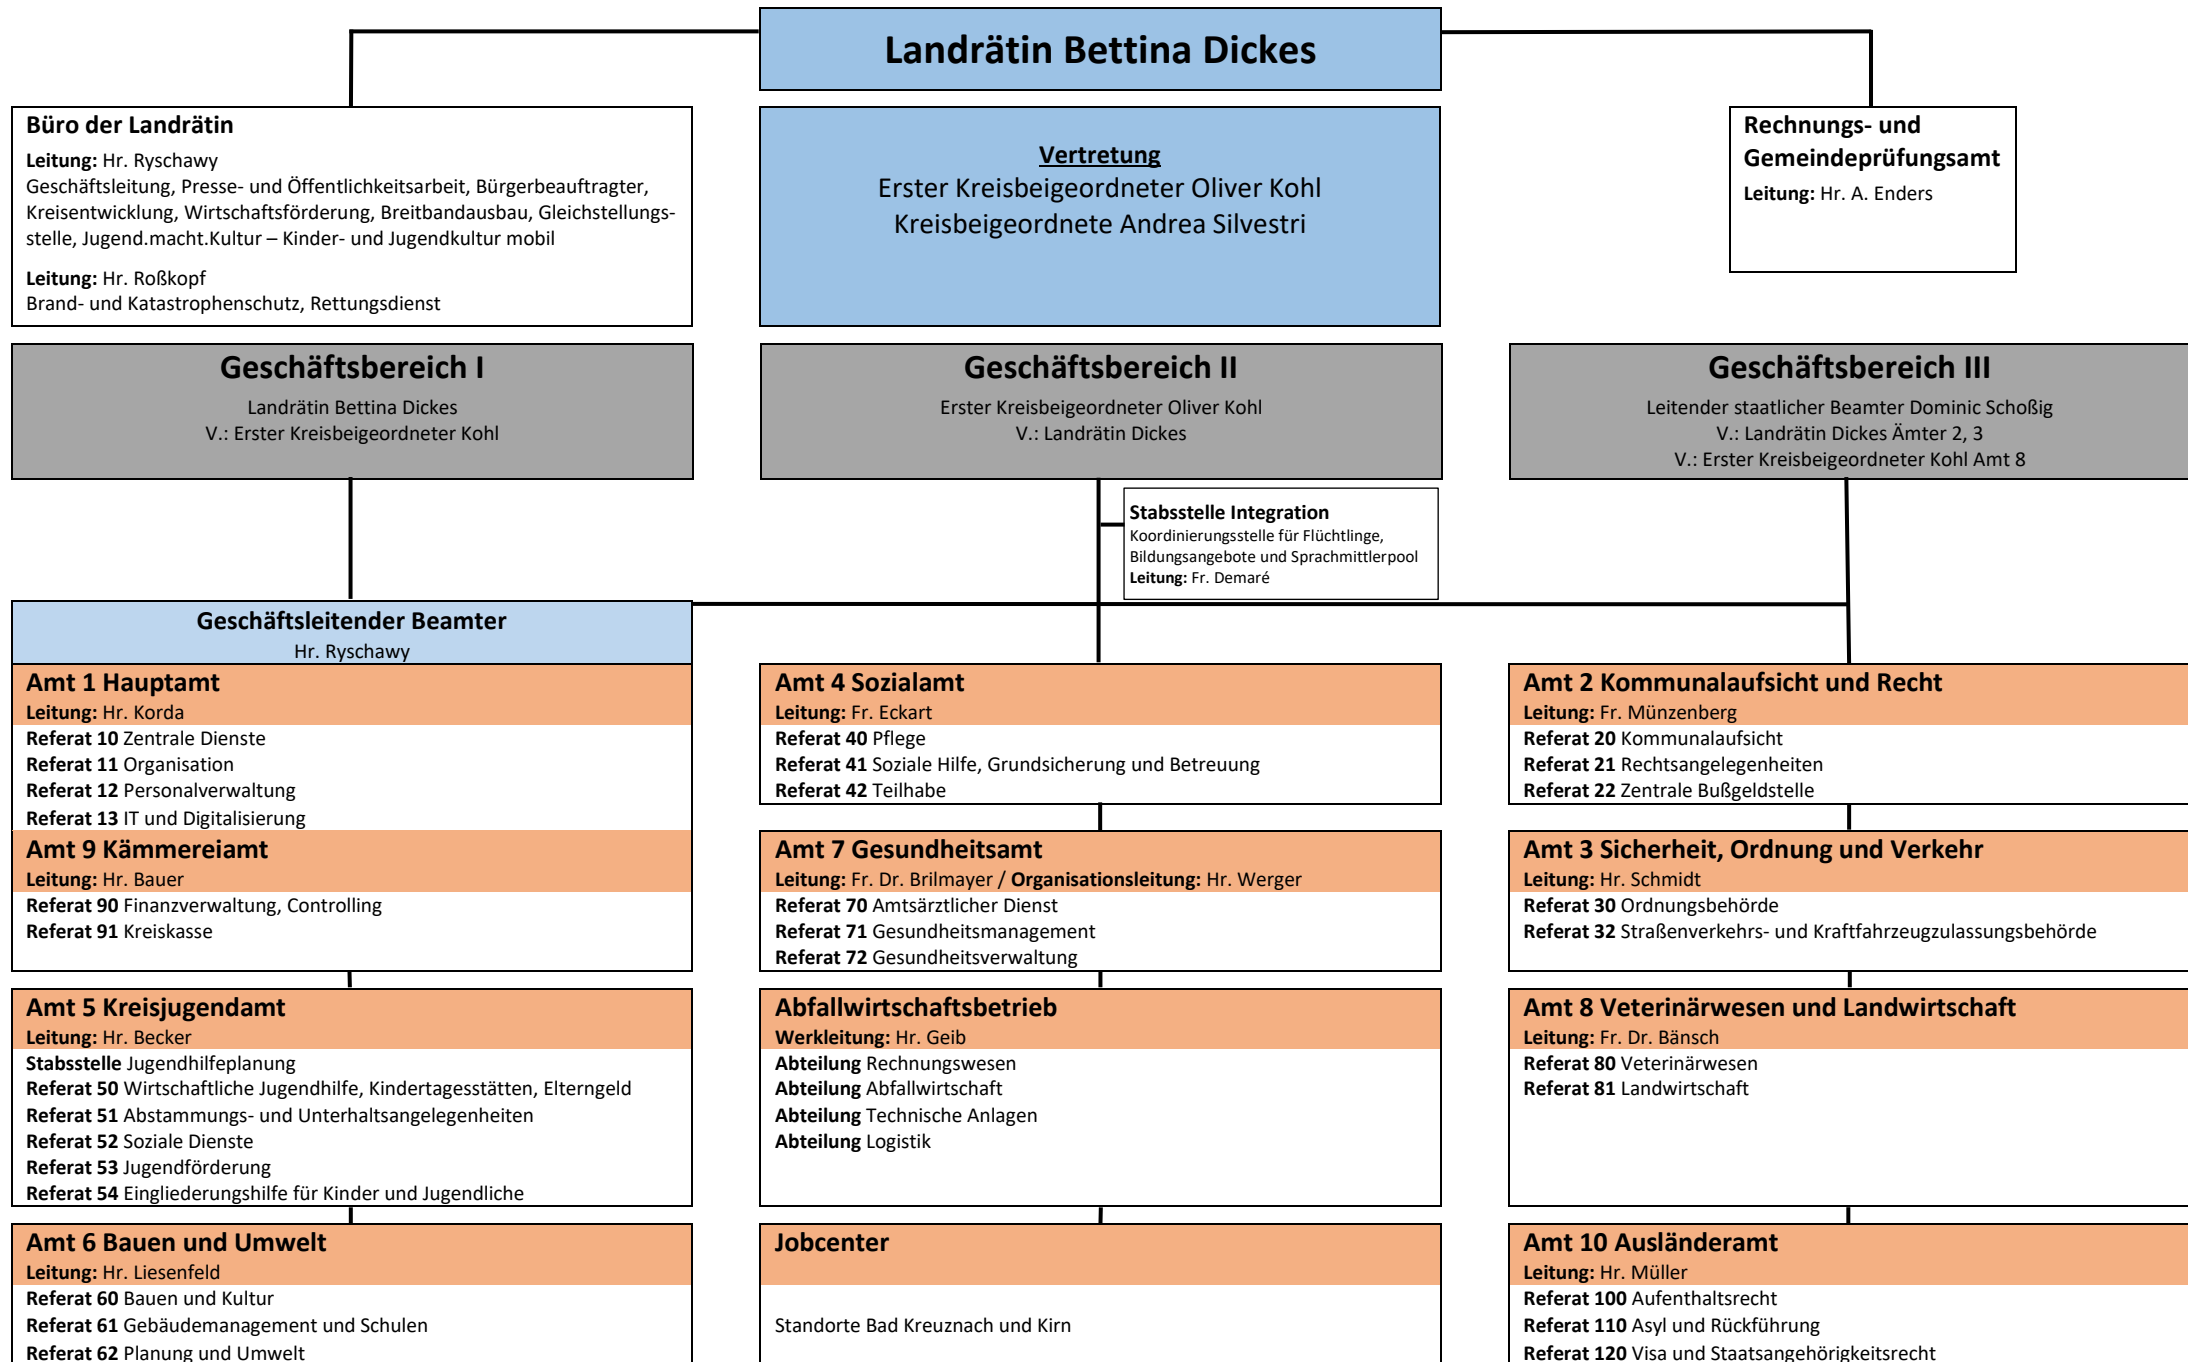 Landrätin Bettina Dickes
Büro der Landrätin
Leitung: Hr. Ryschawy
Geschäftsleitung, Presse- und Öffentlichkeitsarbeit, Bürgerbeauftragter,
Kreisentwicklung, Wirtschaftsförderung, Breitbandausbau, Gleichstellungs-
stelle, Jugend.macht.Kultur – Kinder- und Jugendkultur mobil
Leitung: Hr. Roßkopf
Brand- und Katastrophenschutz, Rettungsdienst
Vertretung
Erster Kreisbeigeordneter Oliver Kohl
Kreisbeigeordnete Andrea Silvestri
Rechnungs- und
Gemeindeprüfungsamt
Leitung: Hr. A. Enders
Geschäftsbereich I
Landrätin Bettina Dickes
V.: Erster Kreisbeigeordneter Kohl
Geschäftsbereich II
Erster Kreisbeigeordneter Oliver Kohl
V.: Landrätin Dickes
Geschäftsbereich III
Leitender staatlicher Beamter Dominic Schoßig
V.: Landrätin Dickes Ämter 2, 3
V.: Erster Kreisbeigeordneter Kohl Amt 8
Stabsstelle Integration
Koordinierungsstelle für Flüchtlinge,
Bildungsangebote und Sprachmittlerpool
Leitung: Fr. Demaré
Geschäftsleitender Beamter
Hr. Ryschawy
Amt 1 Hauptamt
Leitung: Hr. Korda
Referat 10 Zentrale Dienste
Referat 11 Organisation
Referat 12 Personalverwaltung
Referat 13 IT und Digitalisierung
Amt 9 Kämmereiamt
Leitung: Hr. Bauer
Referat 90 Finanzverwaltung, Controlling
Referat 91 Kreiskasse
Amt 5 Kreisjugendamt
Leitung: Hr. Becker
Stabsstelle Jugendhilfeplanung
Referat 50 Wirtschaftliche Jugendhilfe, Kindertagesstätten, Elterngeld
Referat 51 Abstammungs- und Unterhaltsangelegenheiten
Referat 52 Soziale Dienste
Referat 53 Jugendförderung
Referat 54 Eingliederungshilfe für Kinder und Jugendliche
Amt 6 Bauen und Umwelt
Leitung: Hr. Liesenfeld
Referat 60 Bauen und Kultur
Referat 61 Gebäudemanagement und Schulen
Referat 62 Planung und Umwelt
Amt 4 Sozialamt
Leitung: Fr. Eckart
Referat 40 Pflege
Referat 41 Soziale Hilfe, Grundsicherung und Betreuung
Referat 42 Teilhabe
Amt 7 Gesundheitsamt
Leitung: Fr. Dr. Brilmayer / Organisationsleitung: Hr. Werger
Referat 70 Amtsärztlicher Dienst
Referat 71 Gesundheitsmanagement
Referat 72 Gesundheitsverwaltung
Abfallwirtschaftsbetrieb
Werkleitung: Hr. Geib
Abteilung Rechnungswesen
Abteilung Abfallwirtschaft
Abteilung Technische Anlagen
Abteilung Logistik
Jobcenter
Standorte Bad Kreuznach und Kirn
Amt 2 Kommunalaufsicht und Recht
Leitung: Fr. Münzenberg
Referat 20 Kommunalaufsicht
Referat 21 Rechtsangelegenheiten
Referat 22 Zentrale Bußgeldstelle
Amt 3 Sicherheit, Ordnung und Verkehr
Leitung: Hr. Schmidt
Referat 30 Ordnungsbehörde
Referat 32 Straßenverkehrs- und Kraftfahrzeugzulassungsbehörde
Amt 8 Veterinärwesen und Landwirtschaft
Leitung: Fr. Dr. Bänsch
Referat 80 Veterinärwesen
Referat 81 Landwirtschaft
Amt 10 Ausländeramt
Leitung: Hr. Müller
Referat 100 Aufenthaltsrecht
Referat 110 Asyl und Rückführung
Referat 120 Visa und Staatsangehörigkeitsrecht